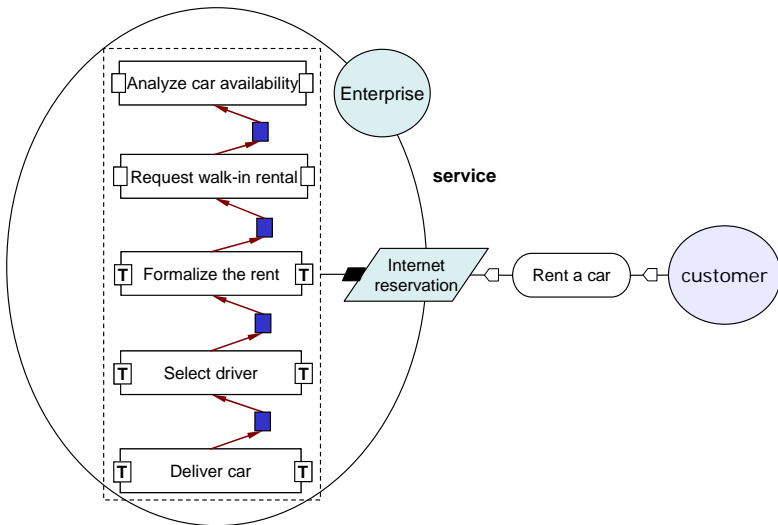 Analyze car availability
Enterprise
Request walk-in rental
service
T Formalize the rent T
Internet
reservation
Rent a car
customer
T Select driver T
T Deliver car T